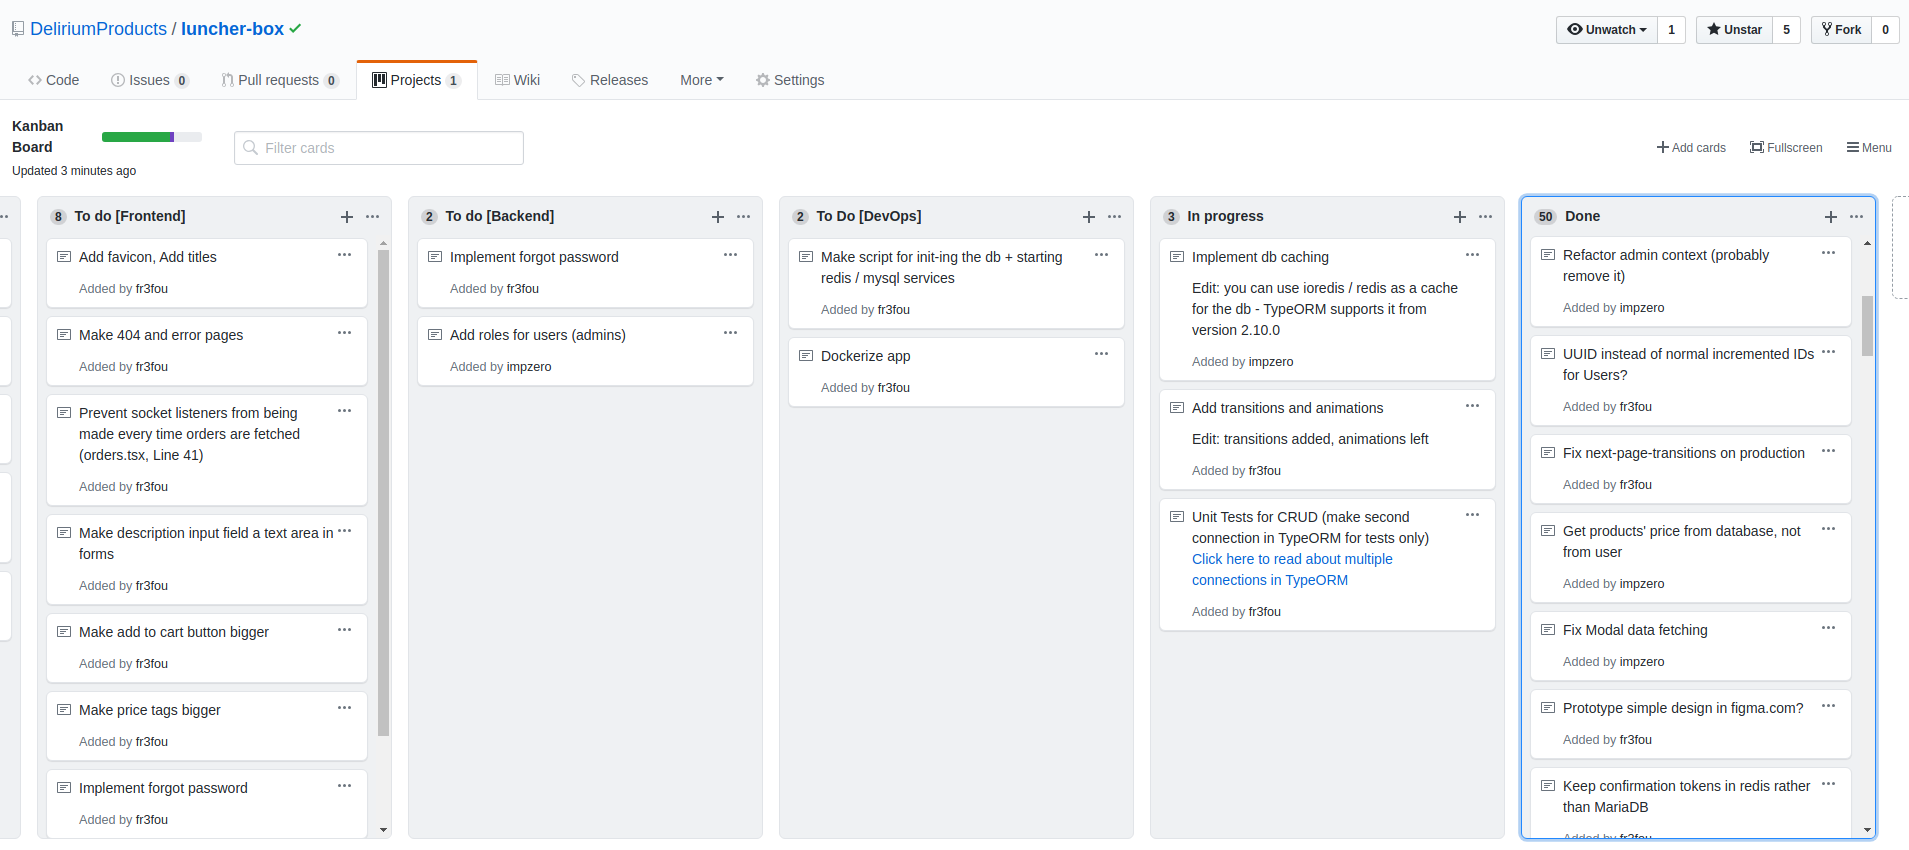 DeliriumProducts / luncher-box
Unwatch 1
Unstar 5
Fork 0
Code
Issues 0
Pull requests 0
Projects 1
Wiki
Releases
More
Settings
Kanban
Board
Updated 3 minutes ago
Filter cards
Add cards
Fullscreen
Menu
8 To do [Frontend]
Add favicon, Add titles
Added by fr3fou
Make 404 and error pages
Added by fr3fou
Prevent socket listeners from being
made every time orders are fetched
(orders.tsx, Line 41)
Added by fr3fou
Make description input field a text area in
forms
Added by fr3fou
Make add to cart button bigger
Added by fr3fou
Make price tags bigger
Added by fr3fou
Implement forgot password
Added by fr3fou
2 To do [Backend]
Implement forgot password
Added by fr3fou
Add roles for users (admins)
Added by impzero
2 To Do [DevOps]
Make script for init-ing the db + starting
redis / mysql services
Added by fr3fou
Dockerize app
Added by fr3fou
3 In progress
Implement db caching
Edit: you can use ioredis / redis as a cache
for the db - TypeORM supports it from
version 2.10.0
Added by impzero
Add transitions and animations
Edit: transitions added, animations left
Added by fr3fou
Unit Tests for CRUD (make second
connection in TypeORM for tests only)
Click here to read about multiple
connections in TypeORM
Added by fr3fou
50 Done
Refactor admin context (probably
remove it)
Added by impzero
UUID instead of normal incremented IDs
for Users?
Added by fr3fou
Fix next-page-transitions on production
Added by fr3fou
Get products' price from database, not
from user
Added by impzero
Fix Modal data fetching
Added by impzero
Prototype simple design in figma.com?
Added by fr3fou
Keep confirmation tokens in redis rather
than MariaDB
Added by fr3fou